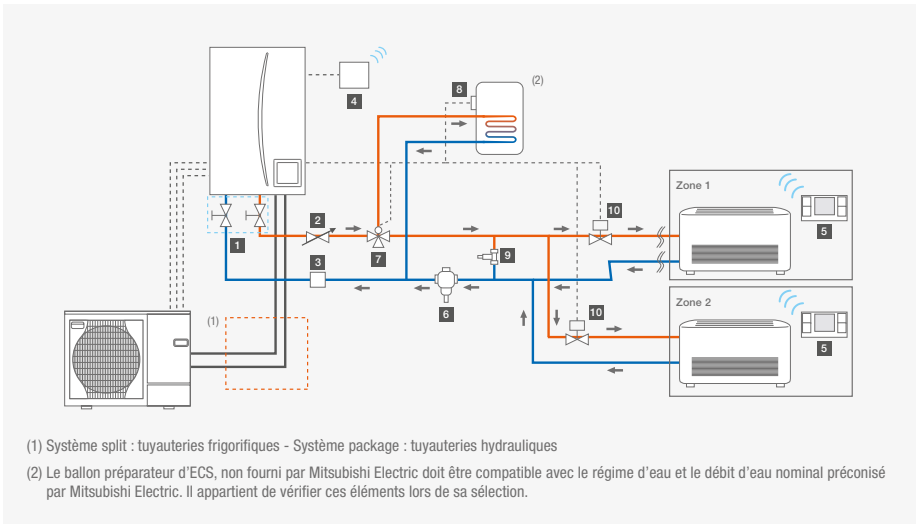 8
(2)
4
Zone 1
10
5
2
1
7
9
3
6
Zone 2
10
5
(1)
(1) Système split : tuyauteries frigorifiques - Système package : tuyauteries hydrauliques
(2) Le ballon préparateur d'ECS, non fourni par Mitsubishi Electric doit être compatible avec le régime d'eau et le débit d'eau nominal préconisé
par Mitsubishi Electric. Il appartient de vérifier ces éléments lors de sa sélection.